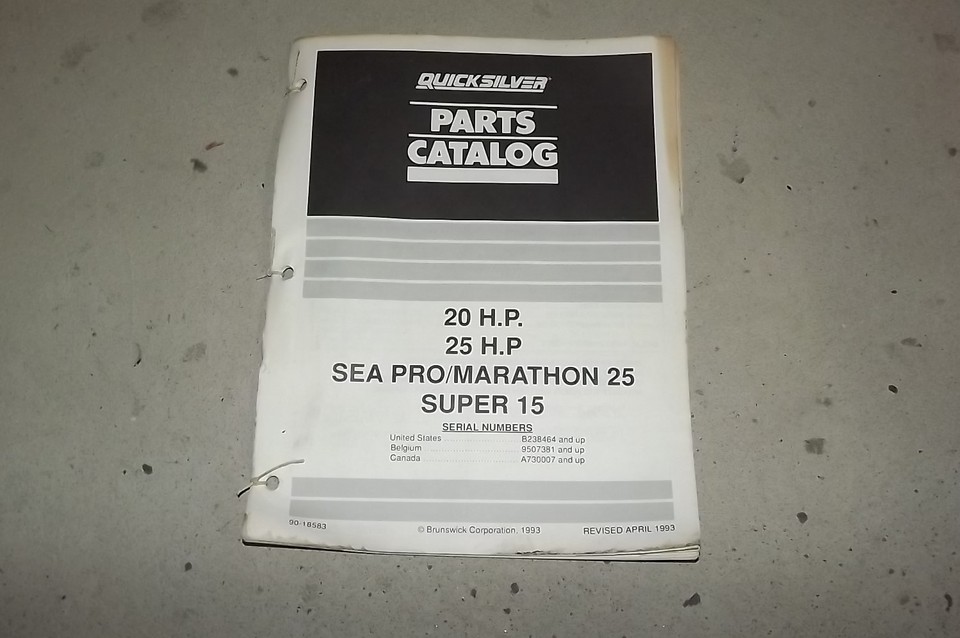 QUICKSILVER
PARTS
CATALOG
20 H.P.
25 H.P
SEA PRO/MARATHON 25
SUPER 15
SERIAL NUMBERS
United States ........................ B238464 and up
Belgium ........................ 9507381 and up
Canada ........................ A730007 and up
90-16583 © Brunswick Corporation, 1993 REVISED APRIL 1993